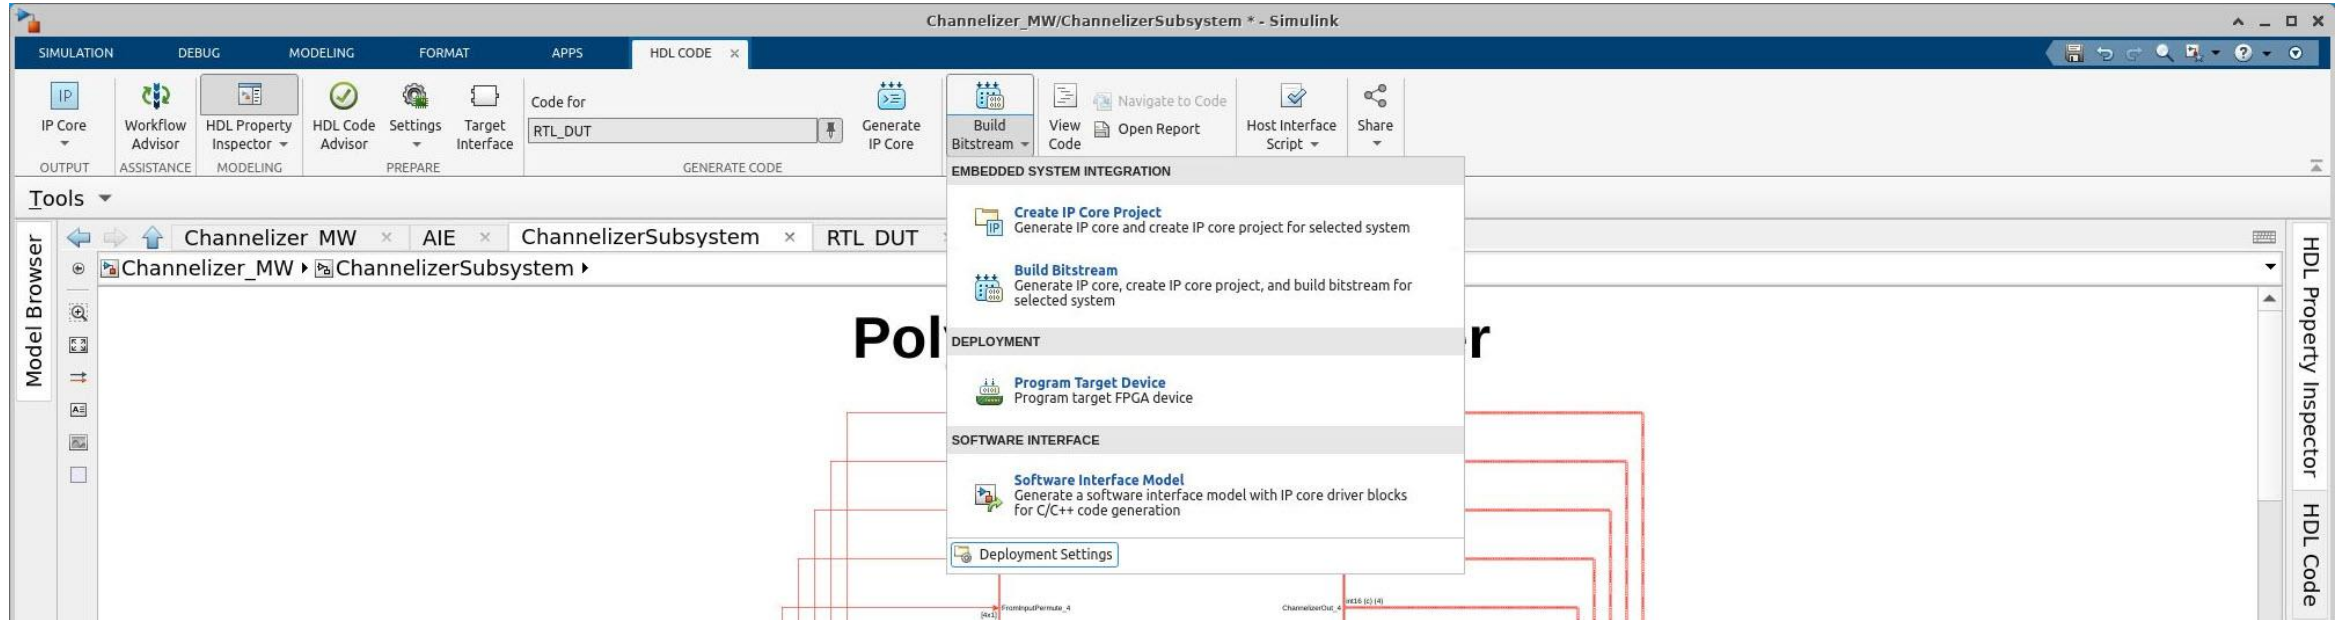 Channelizer_MW/ChannelizerSubsystem * - Simulink
SIMULATION DEBUG MODELING FORMAT APPS HDL CODE
IP
IP Core
OUTPUT
Workflow
Advisor
ASSISTANCE
HDL Property
Inspector
MODELING
HDL Code
Advisor
Settings
Target
Interface
PREPARE
Code for
RTL_DUT
Generate
IP Core
GENERATE CODE
Build
Bitstream
View
Code
Navigate to Code
Open Report
Host Interface
Script
Share
Tools
Channelizer_MW AIE ChannelizerSubsystem RTL_DUT
Channelizer_MW ChannelizerSubsystem
Model Browser
HDL Property Inspector
HDL Code
EMBEDDED SYSTEM INTEGRATION
Create IP Core Project
Generate IP core and create IP core project for selected system
Build Bitstream
Generate IP core, create IP core project, and build bitstream for
selected system
DEPLOYMENT
Program Target Device
Program target FPGA device
SOFTWARE INTERFACE
Software Interface Model
Generate a software interface model with IP core driver blocks
for C/C++ code generation
Deployment Settings
FromInputPermute_4
[4x1]
ChannelizerOut_4
int16 (c) (4)